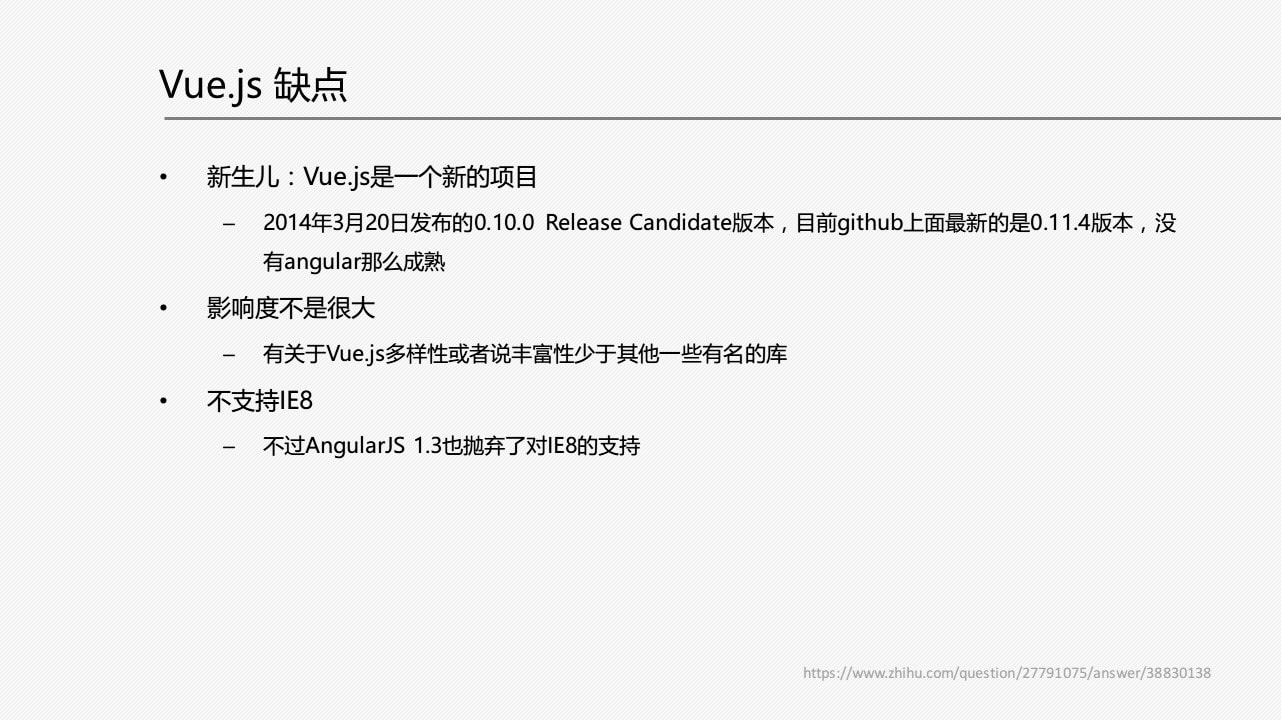 Vue.js 缺点
• 新生儿：Vue.js是一个新的项目
– 2014年3月20日发布的0.10.0 Release Candidate版本，目前github上面最新的是0.11.4版本，没
有angular那么成熟
• 影响度不是很大
– 有关于Vue.js多样性或者说丰富性少于其他一些有名的库
• 不支持IE8
– 不过AngularJS 1.3也抛弃了对IE8的支持
https://www.zhihu.com/question/27791075/answer/38830138